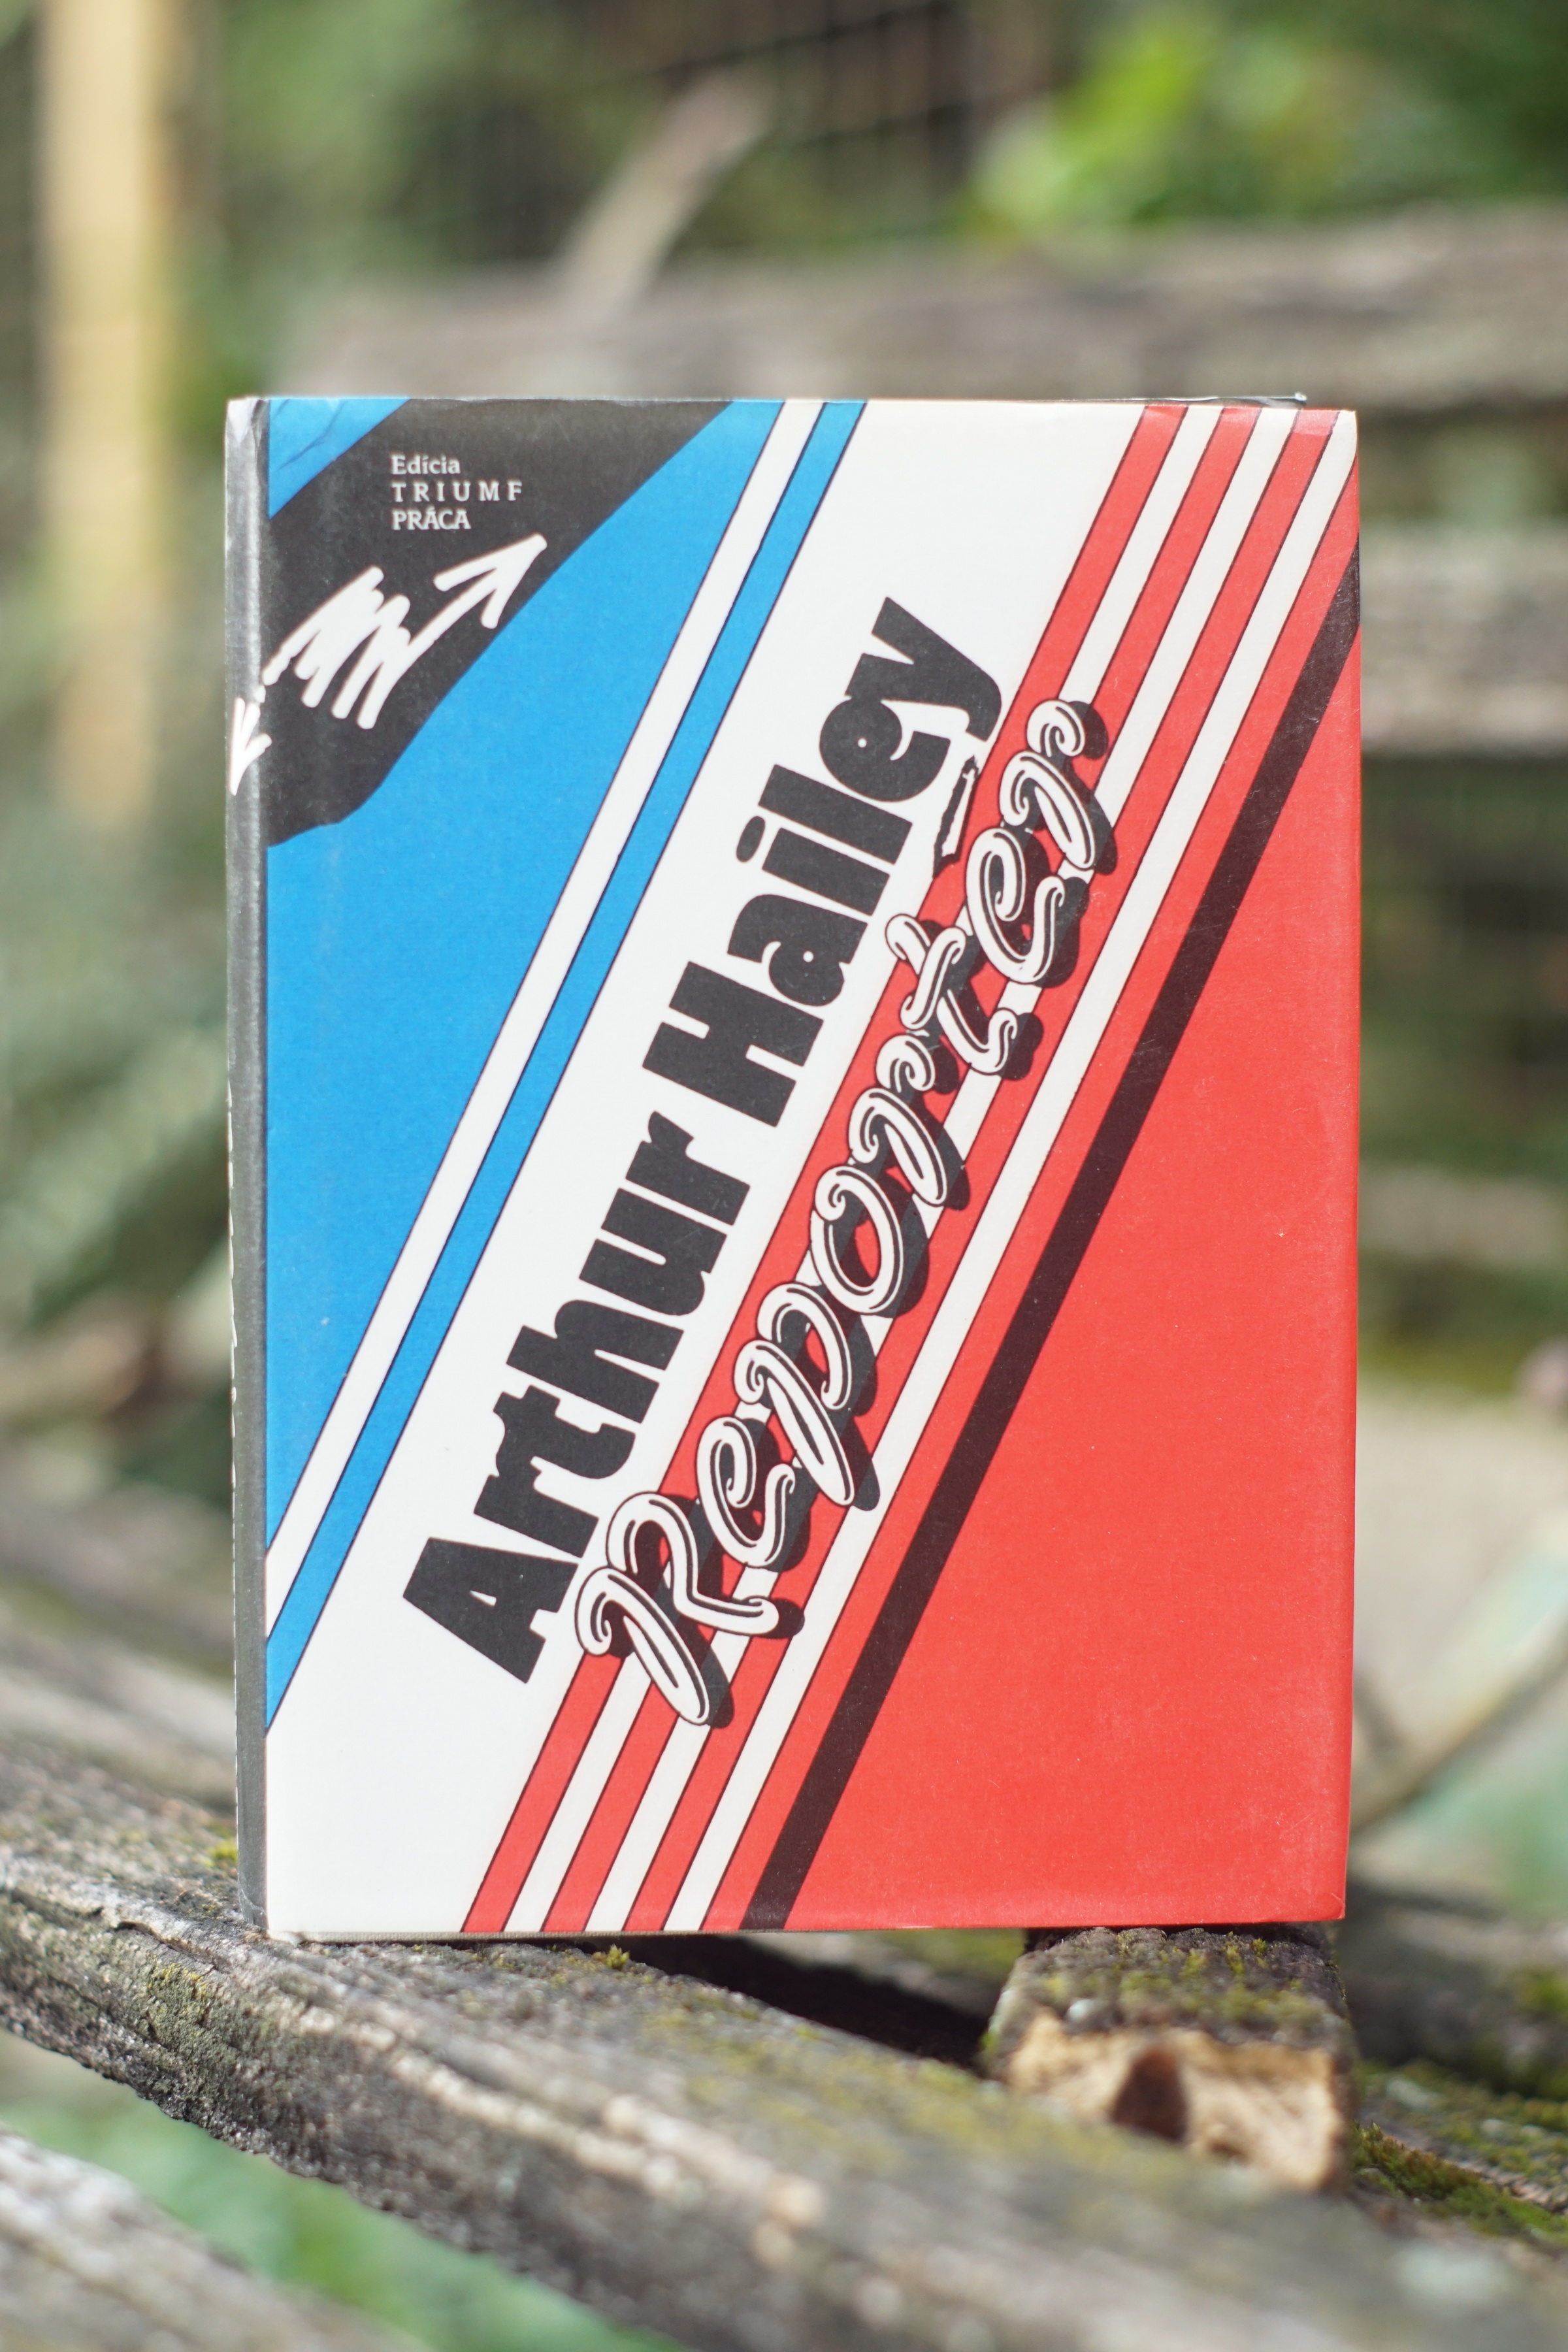 Edícia
TRIUMF
PRÁCA
Arthur Hailey
Reportér